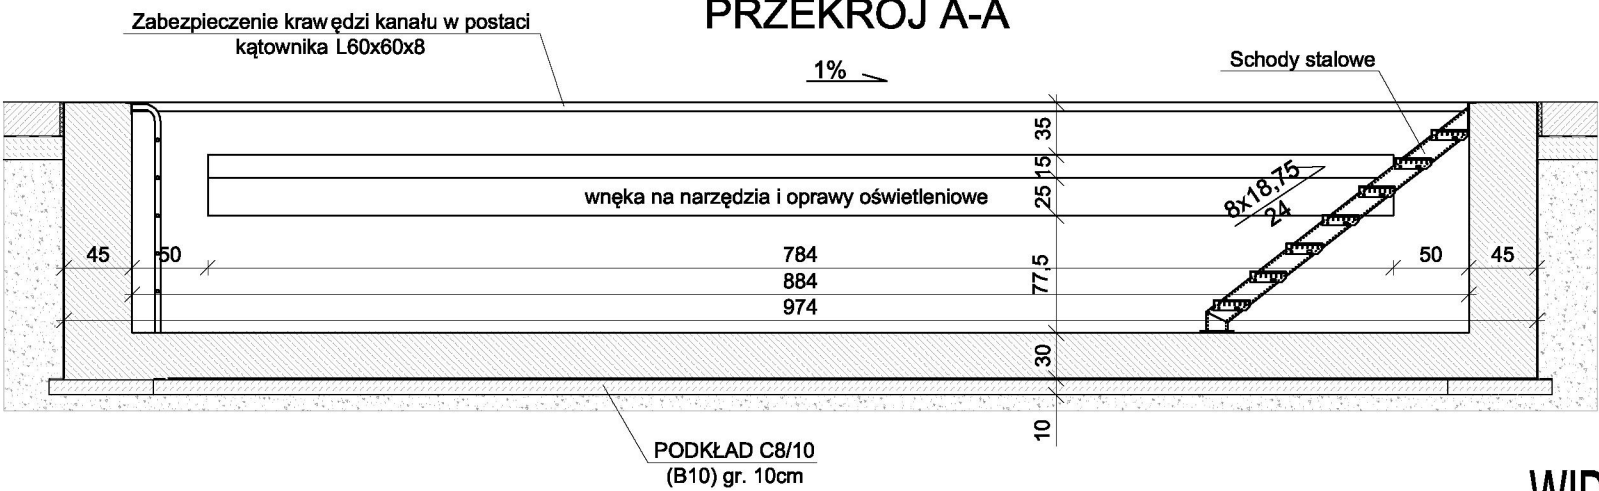 PRZEKRÓJ A-A
Zabezpieczenie krawędzi kanału w postaci
kątownika L60x60x8
1%
Schody stalowe
35
15
25
wnęka na narzędzia i oprawy oświetleniowe
8x18,75
24
45
50
784
77,5
50
45
884
974
30
10
PODKŁAD C8/10
(B10) gr. 10cm